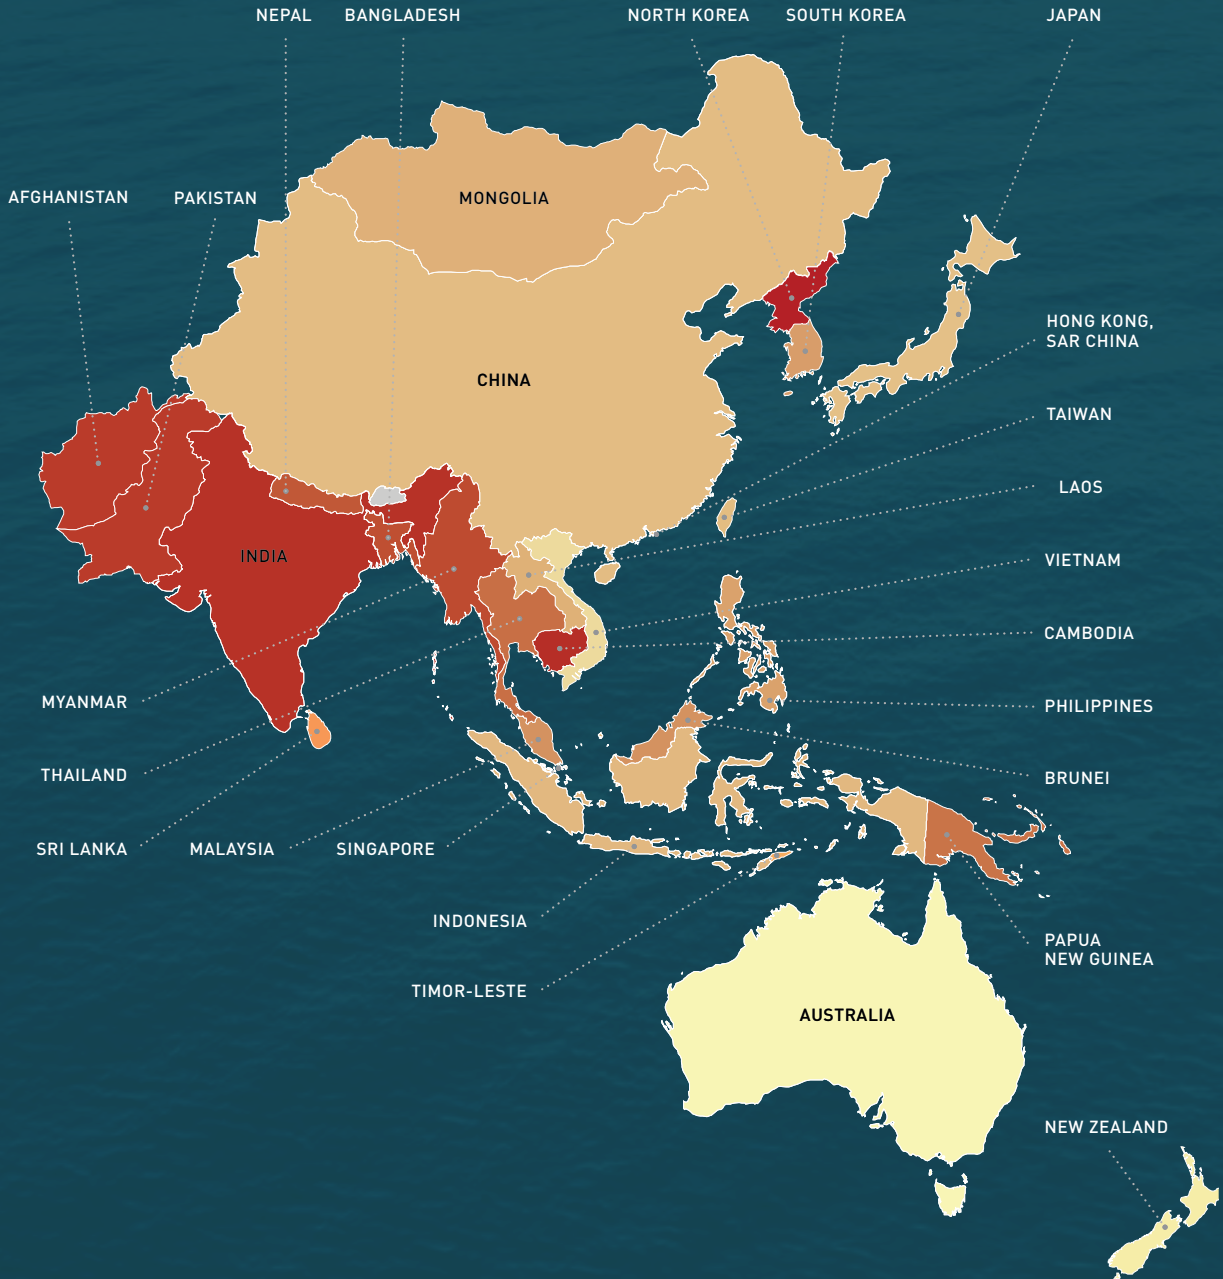 NEPAL
BANGLADESH
NORTH KOREA
SOUTH KOREA
JAPAN
AFGHANISTAN
PAKISTAN
MONGOLIA
HONG KONG,
SAR CHINA
CHINA
TAIWAN
LAOS
INDIA
VIETNAM
CAMBODIA
MYANMAR
PHILIPPINES
THAILAND
BRUNEI
SRI LANKA
MALAYSIA
SINGAPORE
INDONESIA
PAPUA
NEW GUINEA
TIMOR-LESTE
AUSTRALIA
NEW ZEALAND